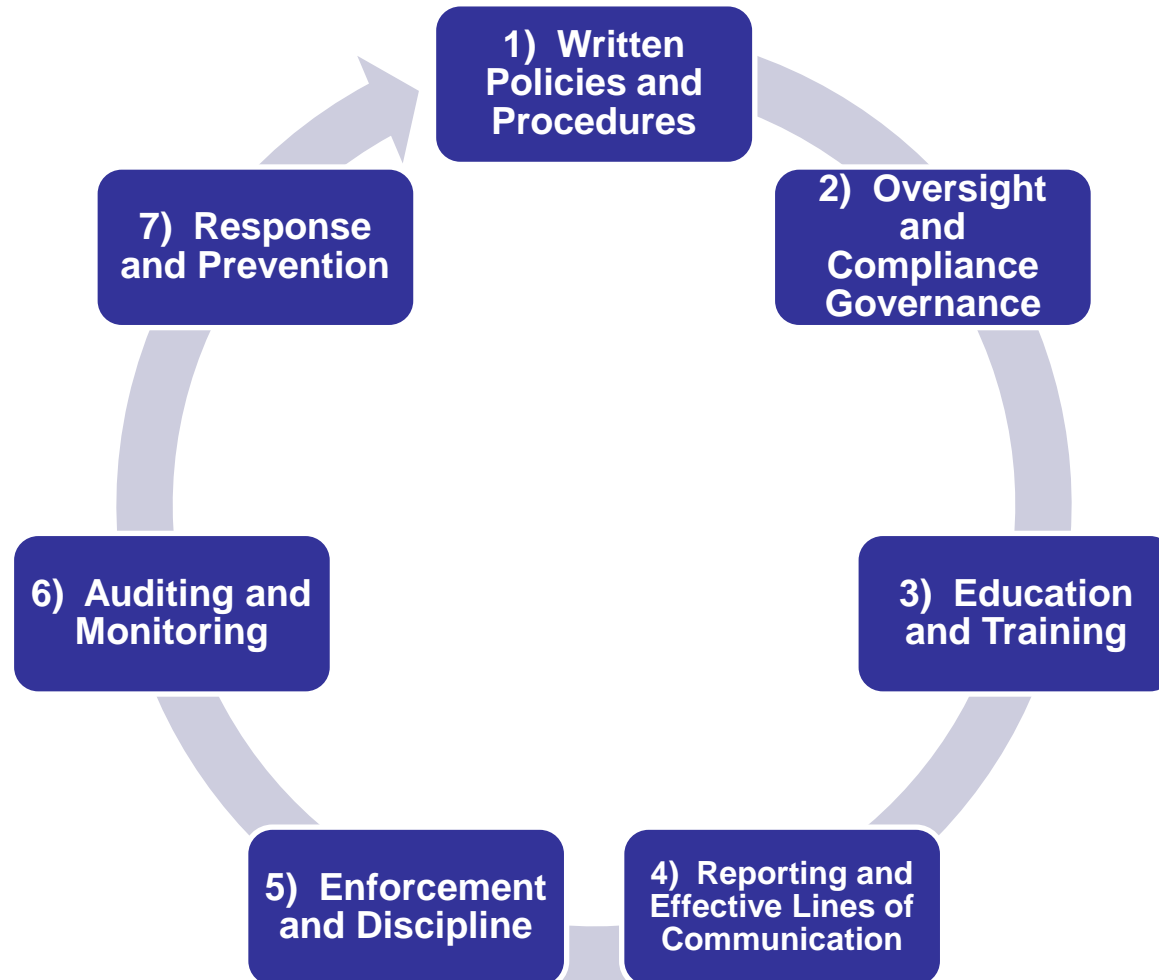 1) Written
Policies and
Procedures
2) Oversight
and
Compliance
Governance
3) Education
and Training
4) Reporting and
Effective Lines of
Communication
5) Enforcement
and Discipline
6) Auditing and
Monitoring
7) Response
and Prevention